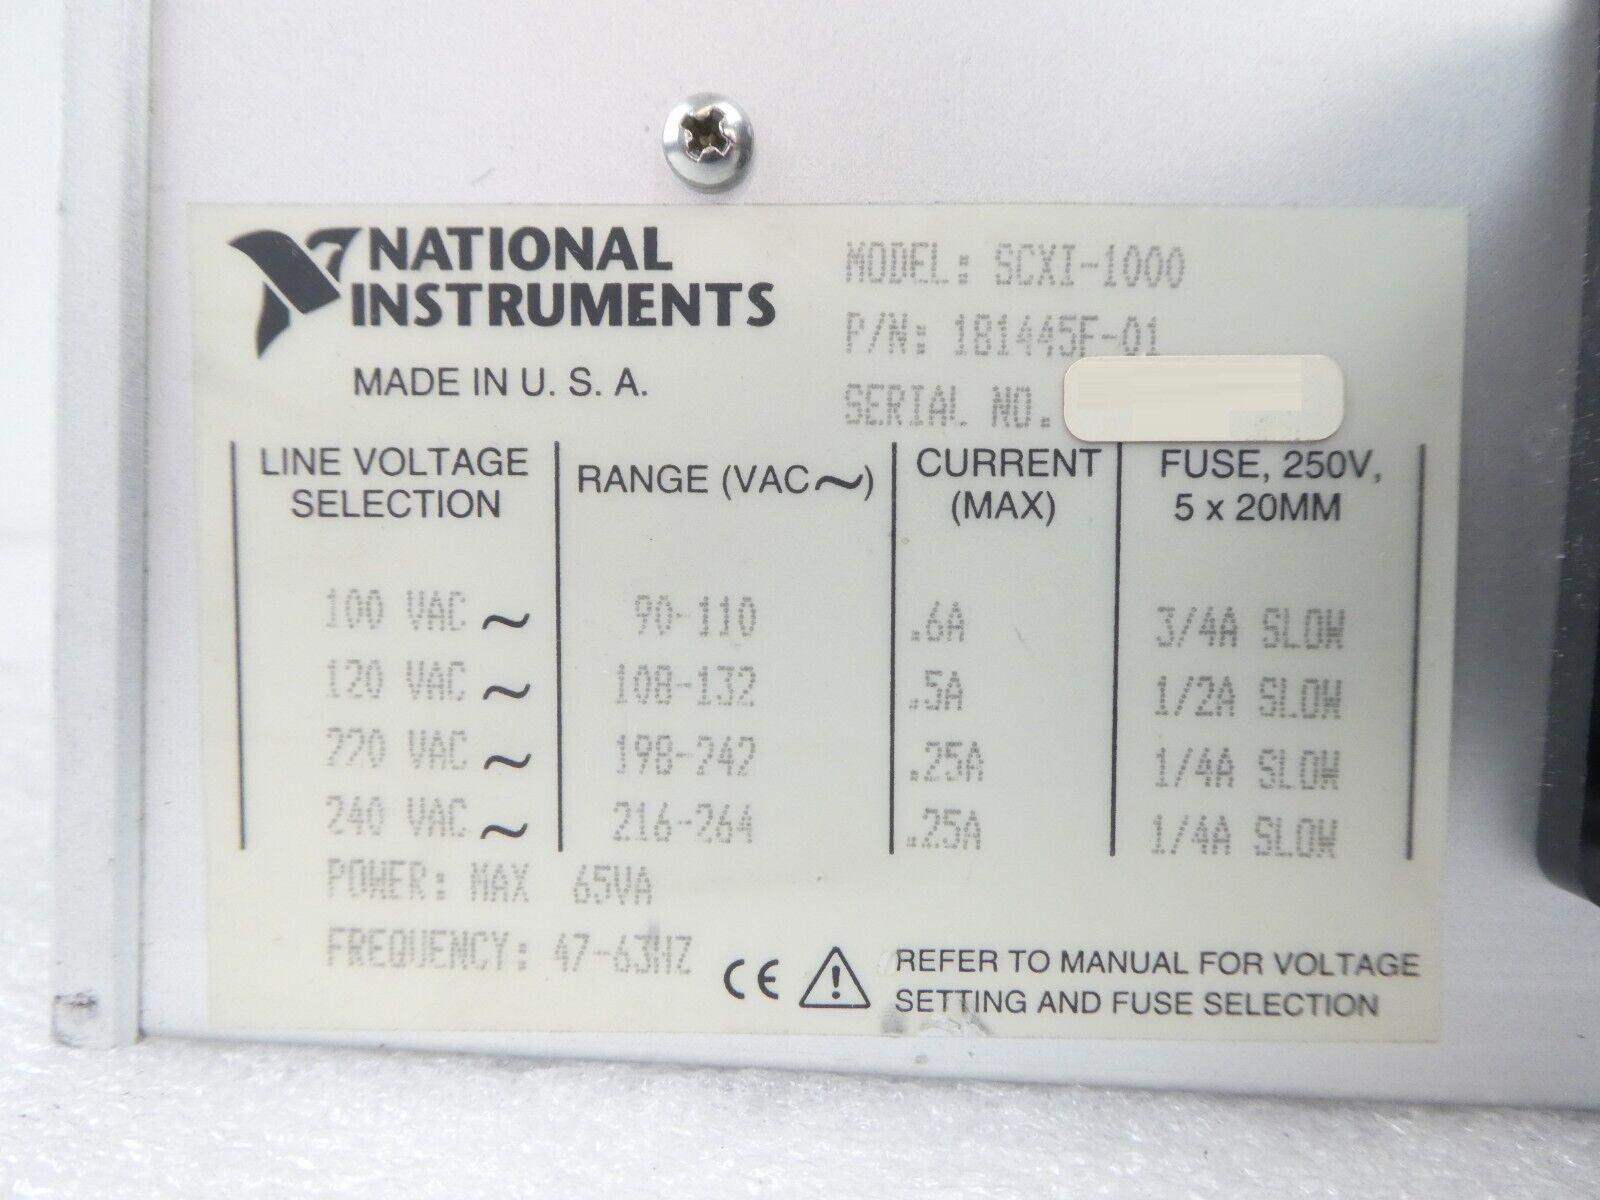 NATIONAL
INSTRUMENTS
MADE IN U. S. A.
MODEL: SCXI-1000
P/N: 181445F-01
SERIAL NO.
LINE VOLTAGE SELECTION RANGE (VAC~) CURRENT (MAX) FUSE, 250V, 5 x 20MM
100 VAC ~ 90-110 .6A 3/4A SLOW
120 VAC ~ 108-132 .5A 1/2A SLOW
220 VAC ~ 198-242 .25A 1/4A SLOW
240 VAC ~ 216-264 .25A 1/4A SLOW
POWER: MAX 65VA
FREQUENCY: 47-63HZ
CE ! REFER TO MANUAL FOR VOLTAGE
SETTING AND FUSE SELECTION